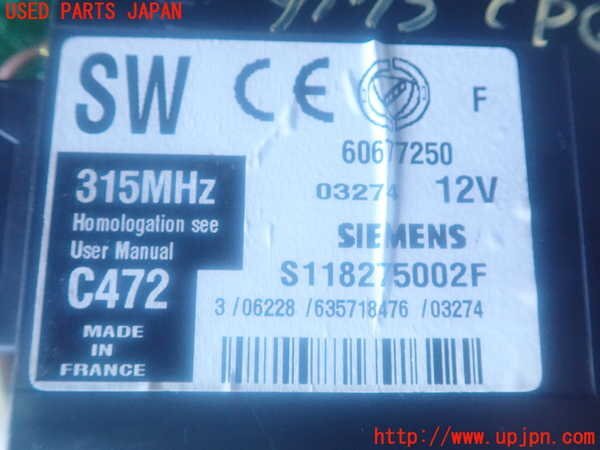 USED PARTS JAPAN
SW
CE
F
60677250
03274 12V
315MHz
Homologation see
User Manual
C472
MADE
IN
FRANCE
SIEMENS
S118275002F
3 /06228 /635718476 /03274
http://www.upjpn.com/